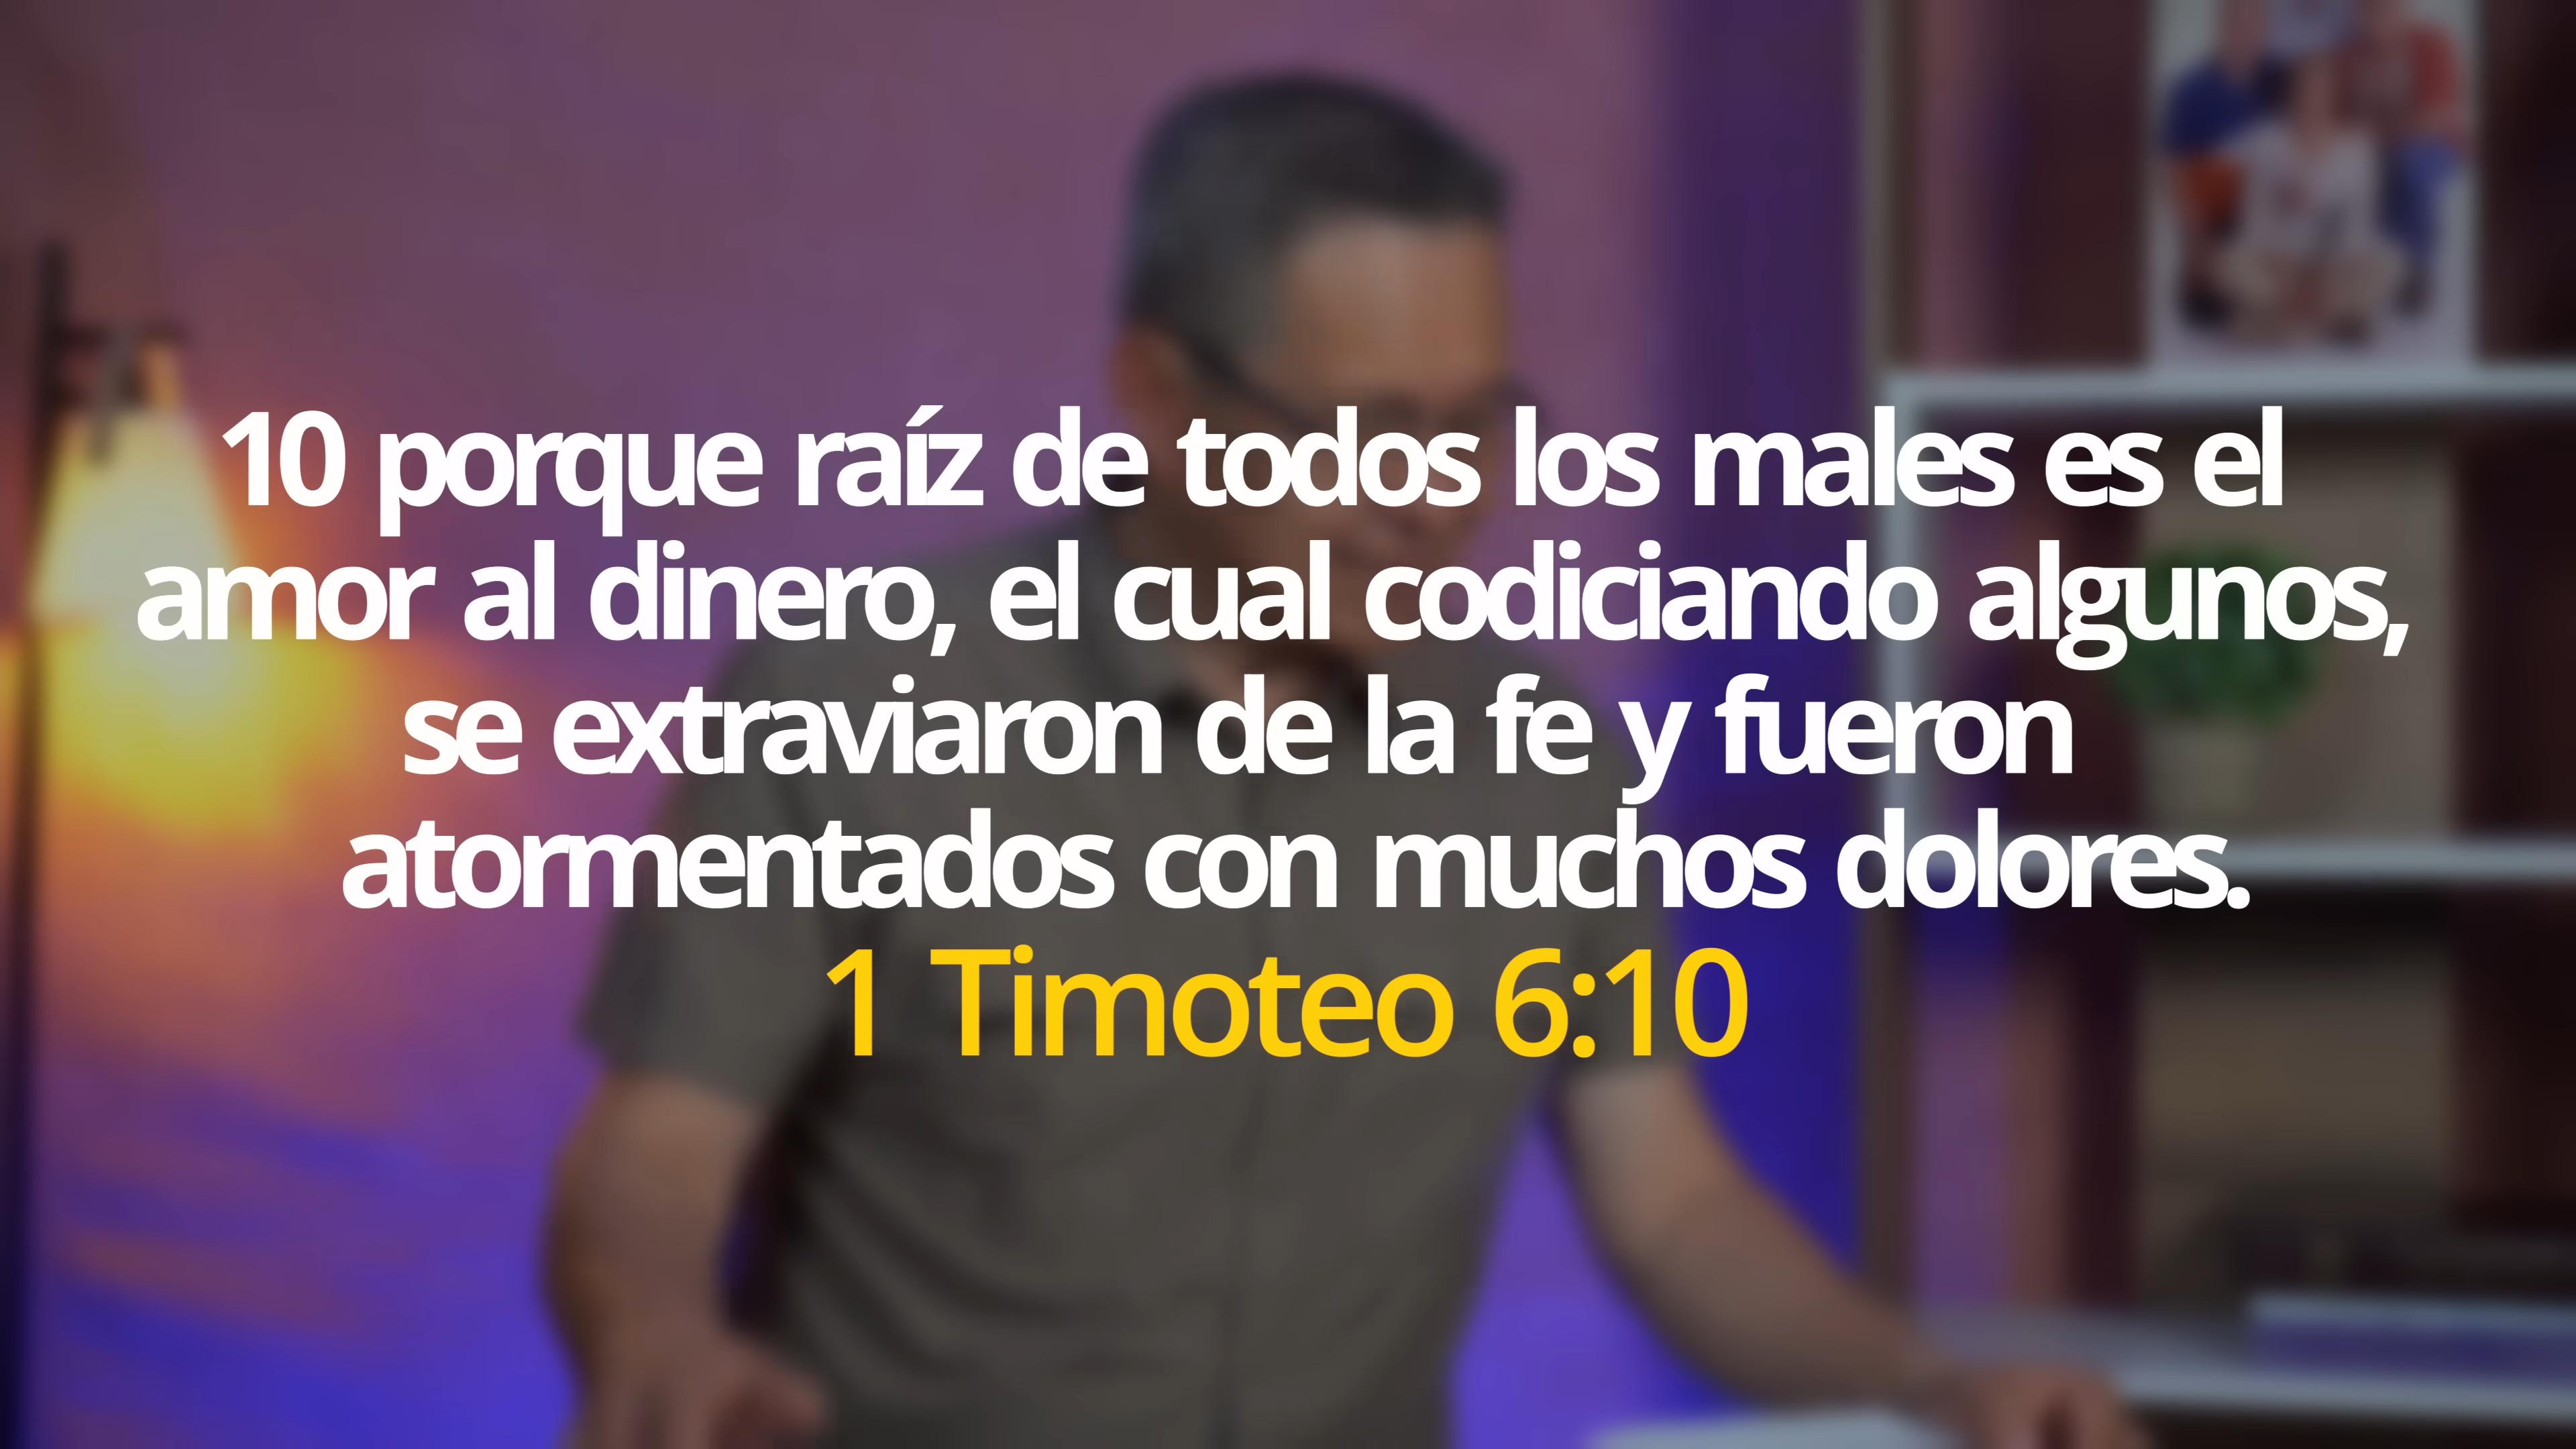 10 porque raíz de todos los males es el
amor al dinero, el cual codiciando algunos,
se extraviaron de la fe y fueron
atormentados con muchos dolores.
1 Timoteo 6:10